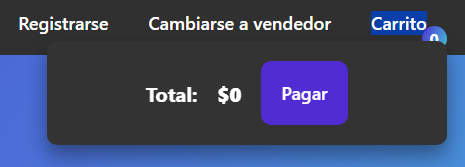 Registrarse Cambiarse a vendedor Carrito
0
Total: $0 Pagar